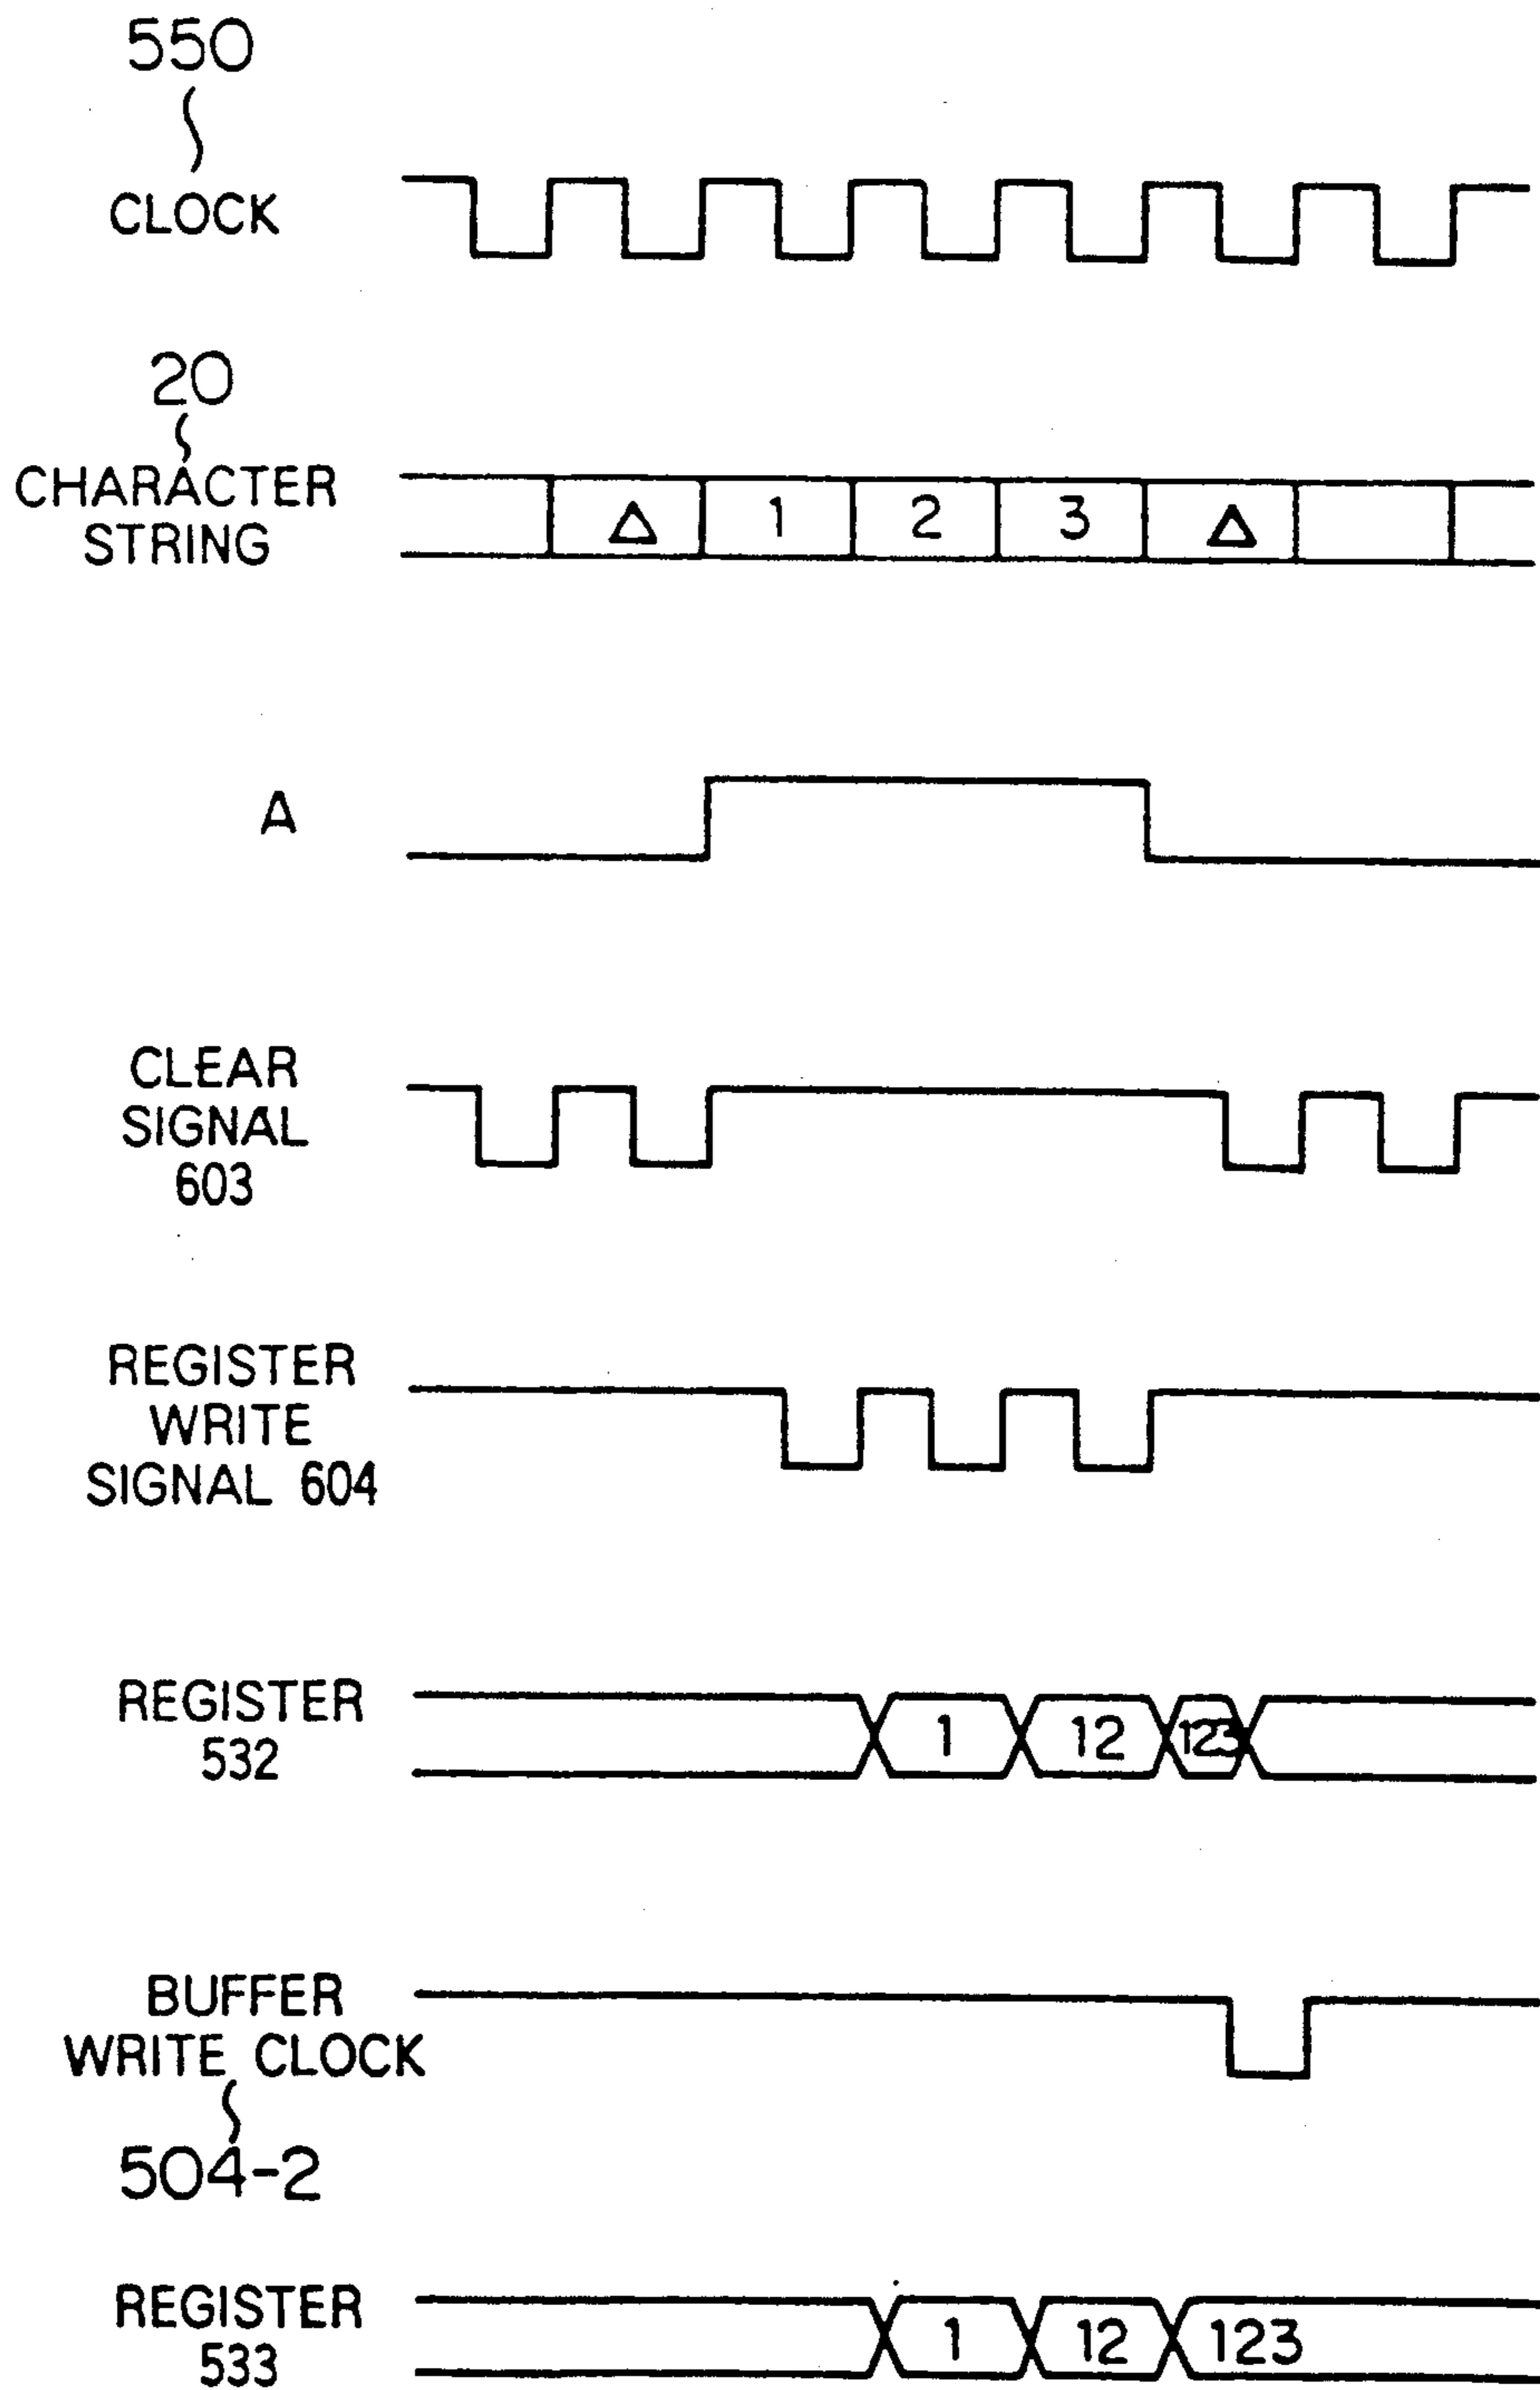 550
CLOCK
20
CHARACTER
STRING
Δ 1 2 3 Δ
A
CLEAR
SIGNAL
603
REGISTER
WRITE
SIGNAL 604
REGISTER
532
1 12 123
BUFFER
WRITE CLOCK
504-2
REGISTER
533
1 12 123